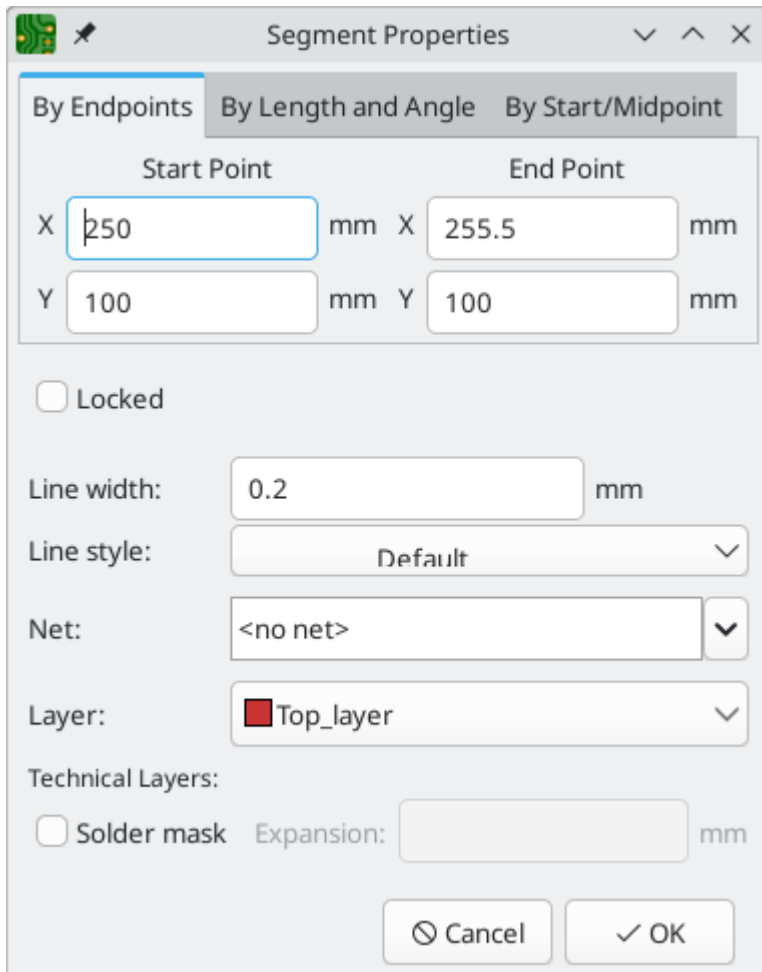 Segment Properties
By Endpoints By Length and Angle By Start/Midpoint
Start Point End Point
X 250 mm X 255.5 mm
Y 100 mm Y 100 mm
Locked
Line width: 0.2 mm
Line style: Default
Net: <no net>
Layer: Top_layer
Technical Layers:
Solder mask Expansion: mm
Cancel OK